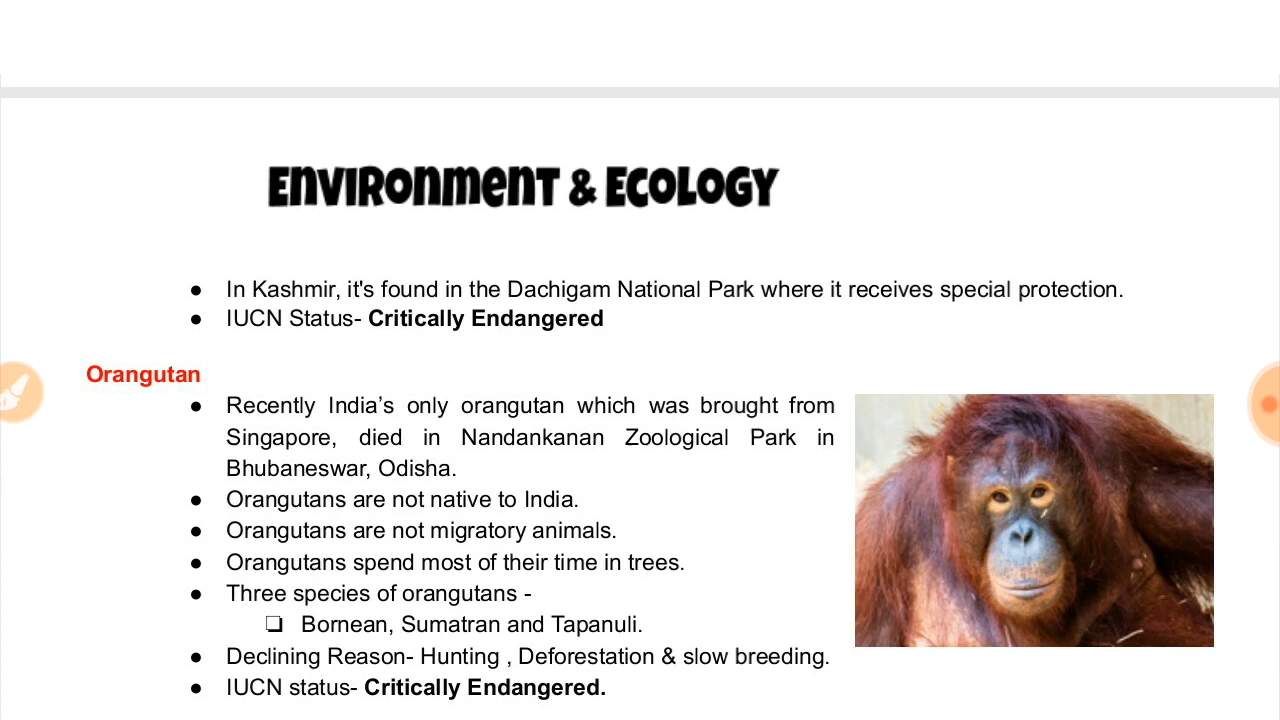 Environment & Ecology
● In Kashmir, it's found in the Dachigam National Park where it receives special protection.
● IUCN Status- Critically Endangered
Orangutan
● Recently India’s only orangutan which was brought from
Singapore, died in Nandankanan Zoological Park in
Bhubaneswar, Odisha.
● Orangutans are not native to India.
● Orangutans are not migratory animals.
● Orangutans spend most of their time in trees.
● Three species of orangutans -
❏ Bornean, Sumatran and Tapanuli.
● Declining Reason- Hunting , Deforestation & slow breeding.
● IUCN status- Critically Endangered.